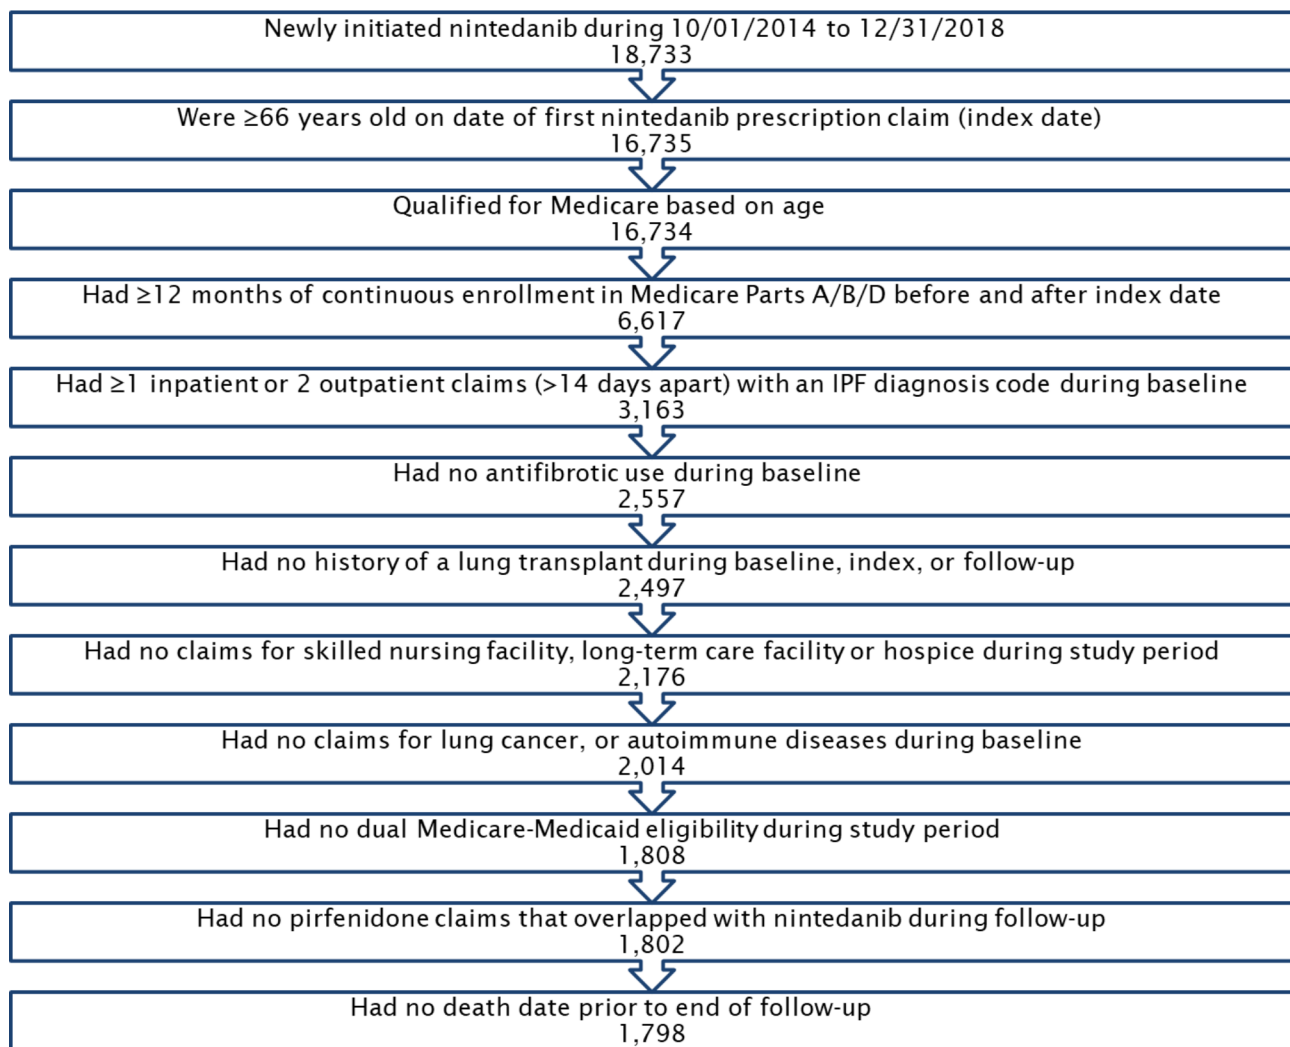 Newly initiated nintedanib during 10/01/2014 to 12/31/2018
18,733
Were ≥66 years old on date of first nintedanib prescription claim (index date)
16,735
Qualified for Medicare based on age
16,734
Had ≥12 months of continuous enrollment in Medicare Parts A/B/D before and after index date
6,617
Had ≥1 inpatient or 2 outpatient claims (>14 days apart) with an IPF diagnosis code during baseline
3,163
Had no antifibrotic use during baseline
2,557
Had no history of a lung transplant during baseline, index, or follow-up
2,497
Had no claims for skilled nursing facility, long-term care facility or hospice during study period
2,176
Had no claims for lung cancer, or autoimmune diseases during baseline
2,014
Had no dual Medicare-Medicaid eligibility during study period
1,808
Had no pirfenidone claims that overlapped with nintedanib during follow-up
1,802
Had no death date prior to end of follow-up
1,798